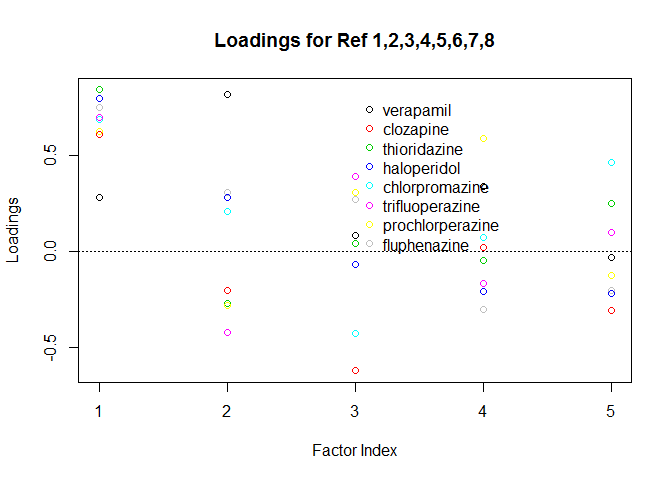 Loadings for Ref 1,2,3,4,5,6,7,8
Loadings
0.5
0.0
-0.5
verapamil
clozapine
thioridazine
haloperidol
chlorpromazine
trifluoperazine
prochlorperazine
fluphenazine
1 2 3 4 5
Factor Index